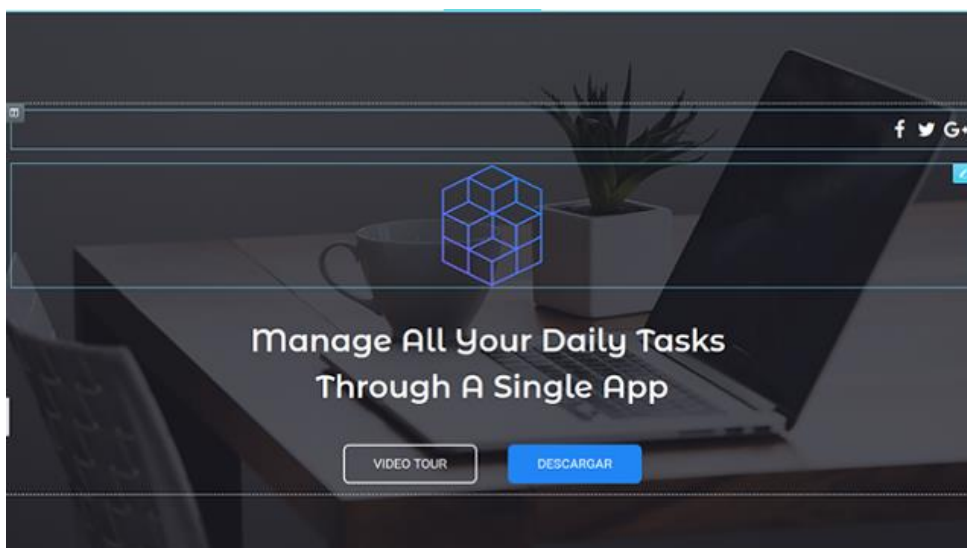 Manage All Your Daily Tasks
Through A Single App
VIDEO TOUR
DESCARGAR